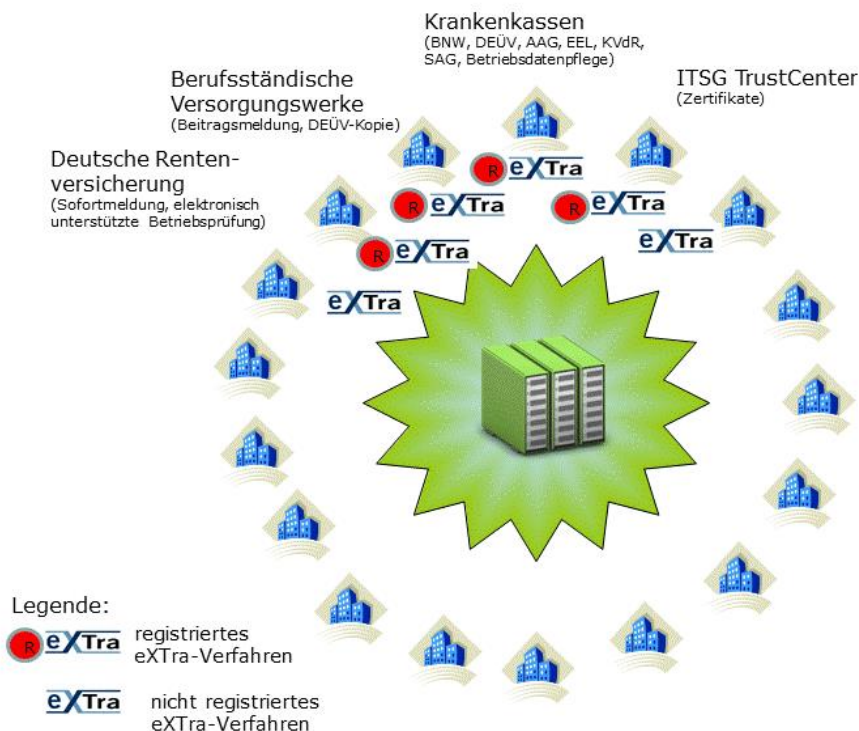 Krankenkassen
(BNW, DEÜV, AAG, EEL, KVdR,
SAG, Betriebsdatenpflege)
Berufsständische
Versorgungswerke
(Beitragsmeldung, DEÜV-Kopie)
ITSG TrustCenter
(Zertifikate)
Deutsche Renten-
versicherung
(Sofortmeldung, elektronisch
unterstützte Betriebsprüfung)
R eXTra
R eXTra
R eXTra
eXTra
R eXTra
eXTra
Legende:
R eXTra registriertes
eXTra-Verfahren
eXTra nicht registriertes
eXTra-Verfahren